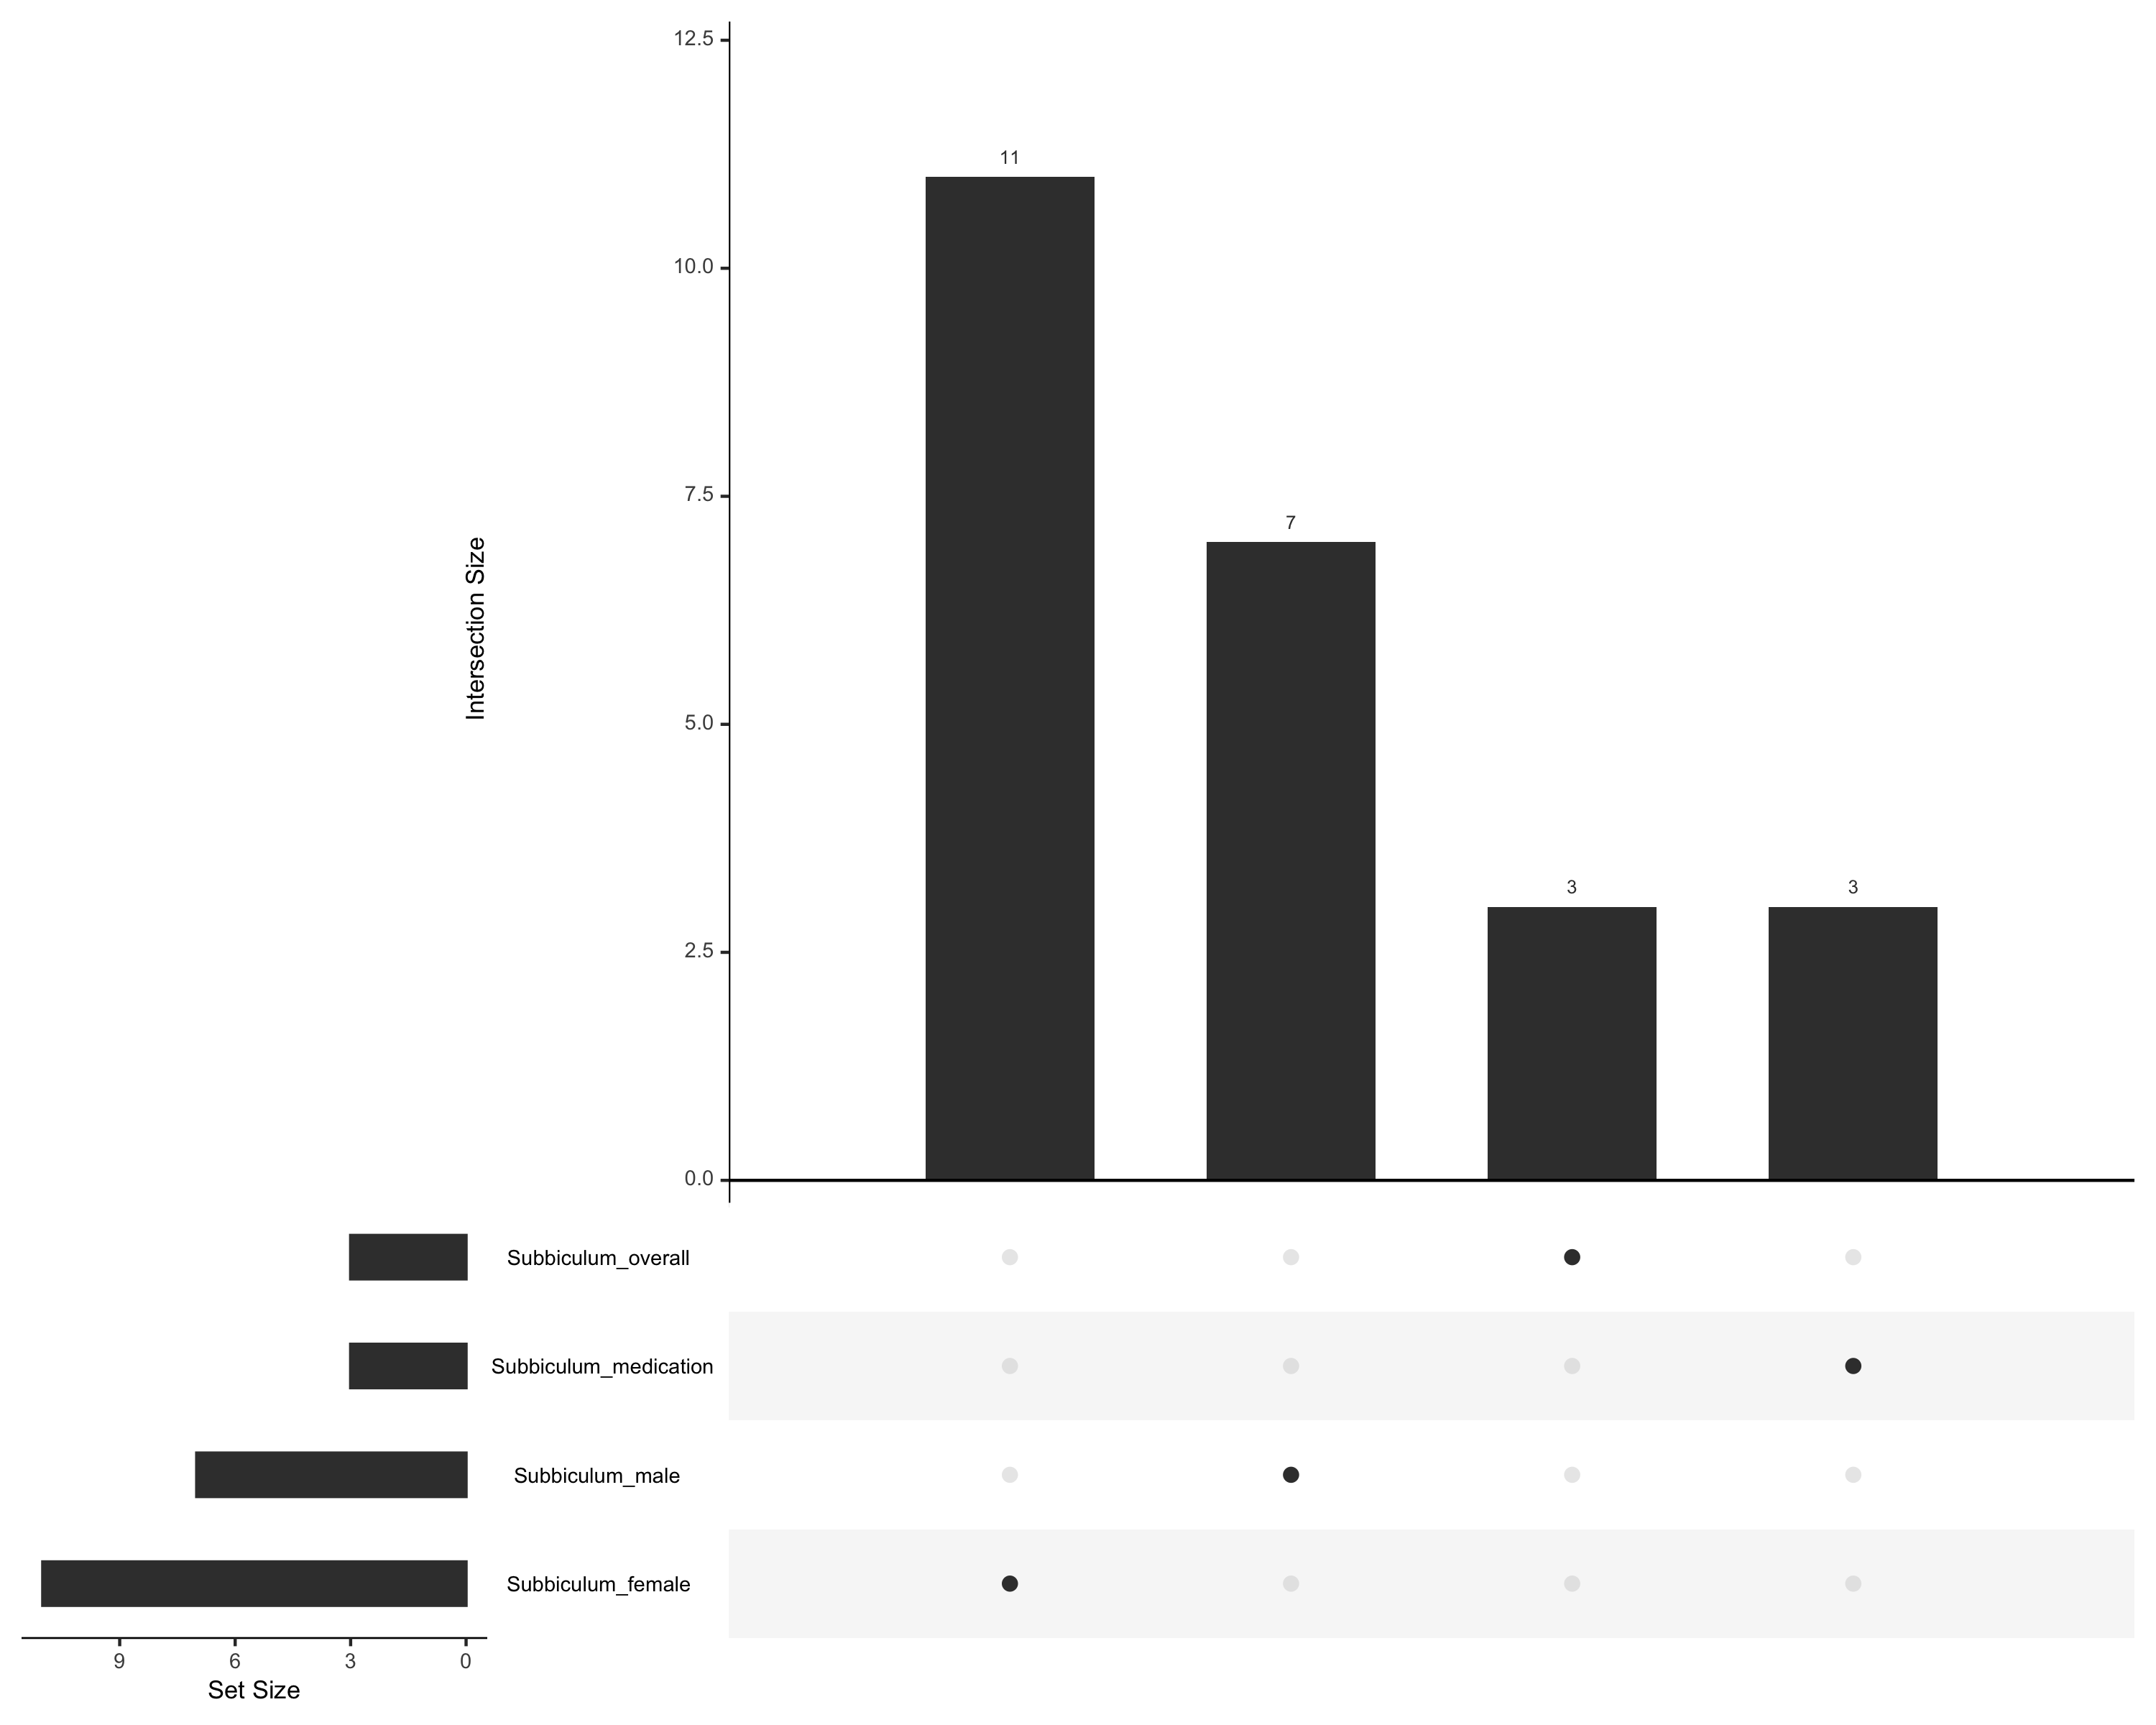 12.5
11
10.0
7.5
7
Intersection Size
5.0
3
3
2.5
0.0
Subbiculum_overall
Subbiculum_medication
Subbiculum_male
Subbiculum_female
9 6 3 0
Set Size